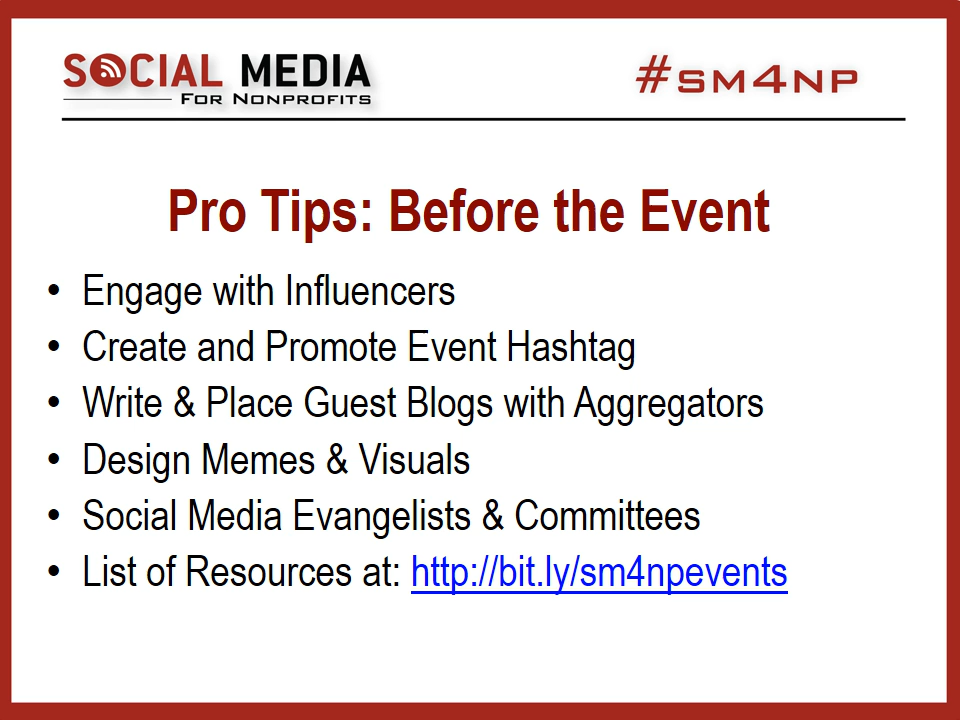 SOCIAL MEDIA
FOR NONPROFITS
#SM4NP
Pro Tips: Before the Event
• Engage with Influencers
• Create and Promote Event Hashtag
• Write & Place Guest Blogs with Aggregators
• Design Memes & Visuals
• Social Media Evangelists & Committees
• List of Resources at: http://bit.ly/sm4npevents